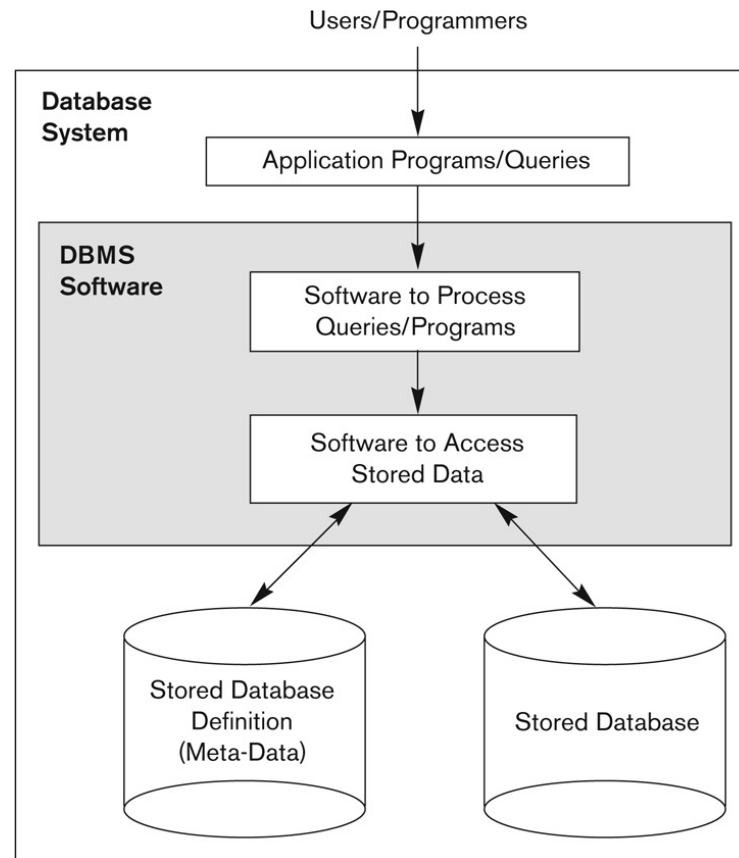 Users/Programmers
Database
System
Application Programs/Queries
DBMS
Software
Software to Process
Queries/Programs
Software to Access
Stored Data
Stored Database
Definition
(Meta-Data)
Stored Database